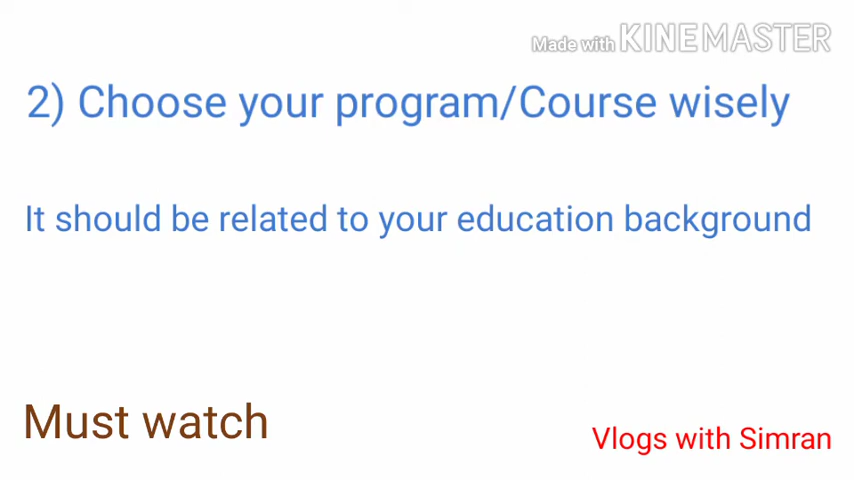 Made with KINEMASTER
2) Choose your program/Course wisely
It should be related to your education background
Must watch
Vlogs with Simran